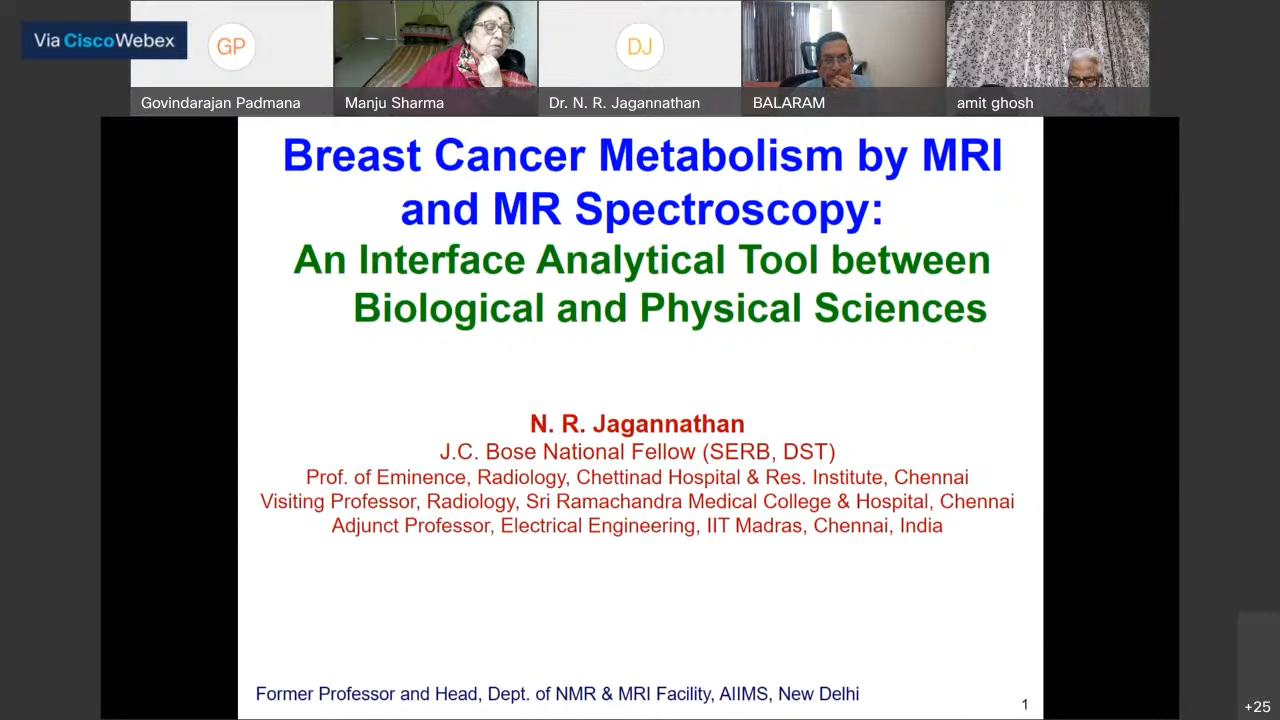 Via CiscoWebex
GP
DJ
Govindarajan Padmana
Manju Sharma
Dr. N. R. Jagannathan
BALARAM
amit ghosh
Breast Cancer Metabolism by MRI
and MR Spectroscopy:
An Interface Analytical Tool between
Biological and Physical Sciences
N. R. Jagannathan
J.C. Bose National Fellow (SERB, DST)
Prof. of Eminence, Radiology, Chettinad Hospital & Res. Institute, Chennai
Visiting Professor, Radiology, Sri Ramachandra Medical College & Hospital, Chennai
Adjunct Professor, Electrical Engineering, IIT Madras, Chennai, India
Former Professor and Head, Dept. of NMR & MRI Facility, AIIMS, New Delhi
1
+25